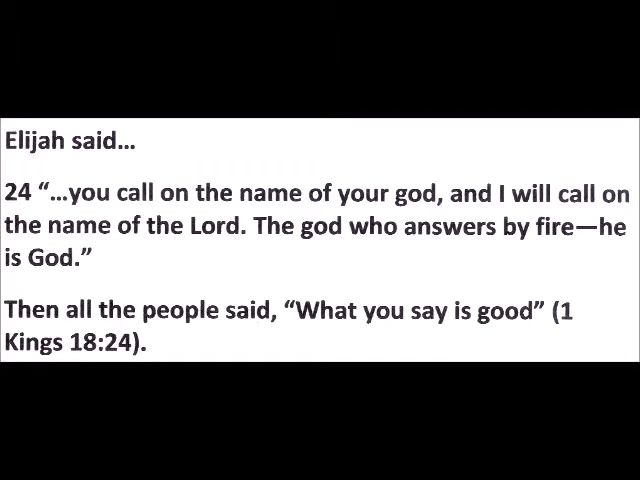 Elijah said…
24 “…you call on the name of your god, and I will call on
the name of the Lord. The god who answers by fire—he
is God.”
Then all the people said, “What you say is good” (1
Kings 18:24).